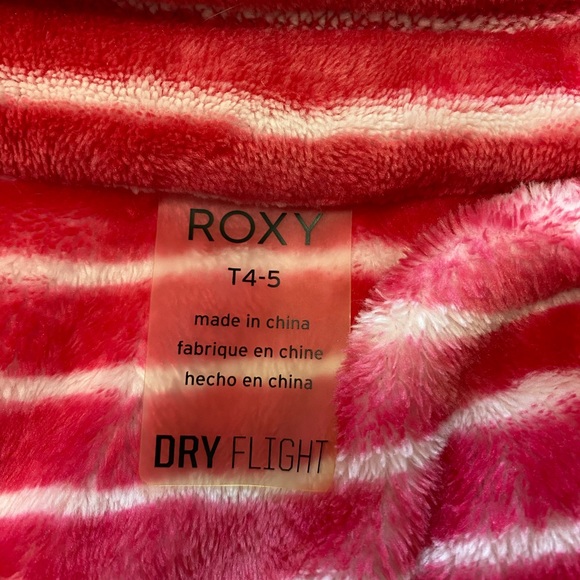 ROXY
T4-5
made in china
fabrique en chine
hecho en china
DRY FLIGHT